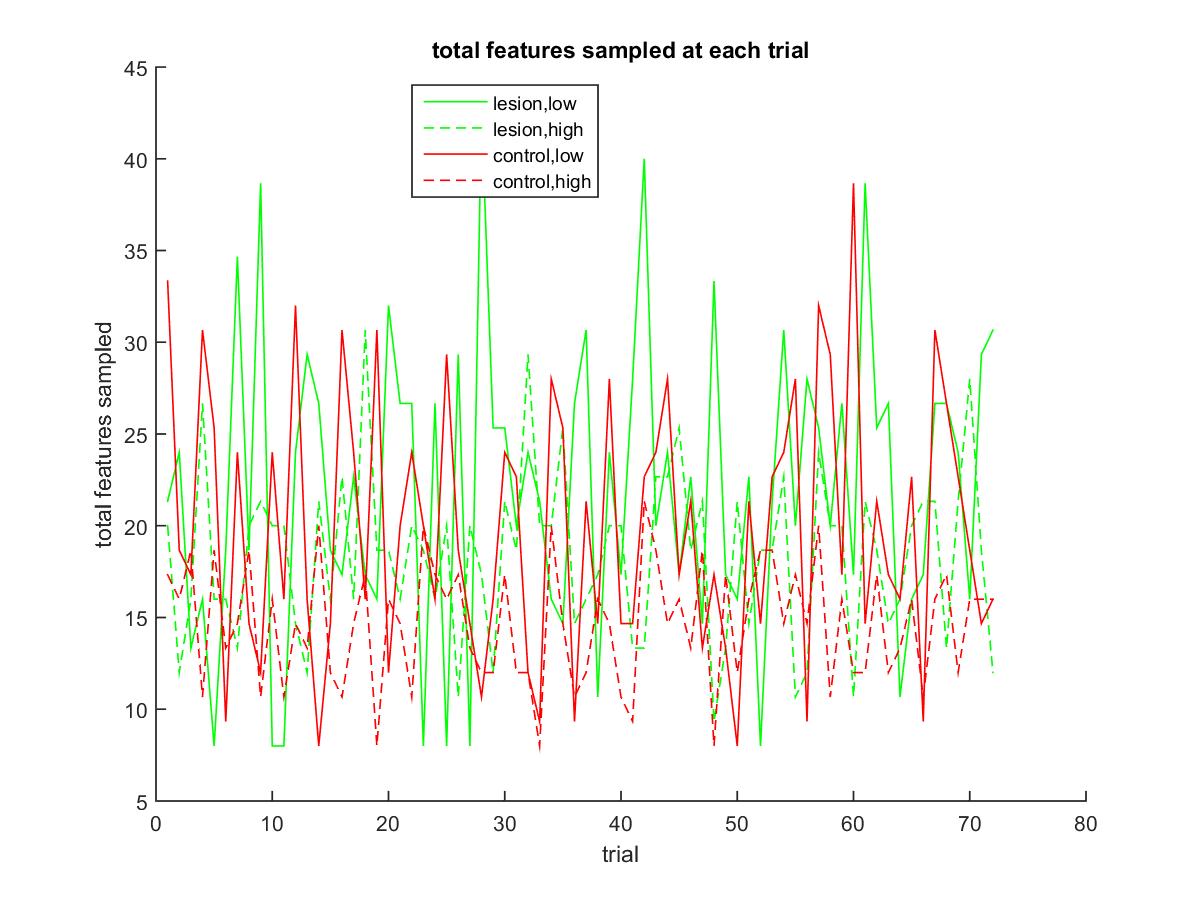 total features sampled at each trial
45
lesion,low
lesion,high
control,low
control,high
40
35
30
25
20
15
10
5
total features sampled
0
10
20
30
40
50
60
70
80
trial